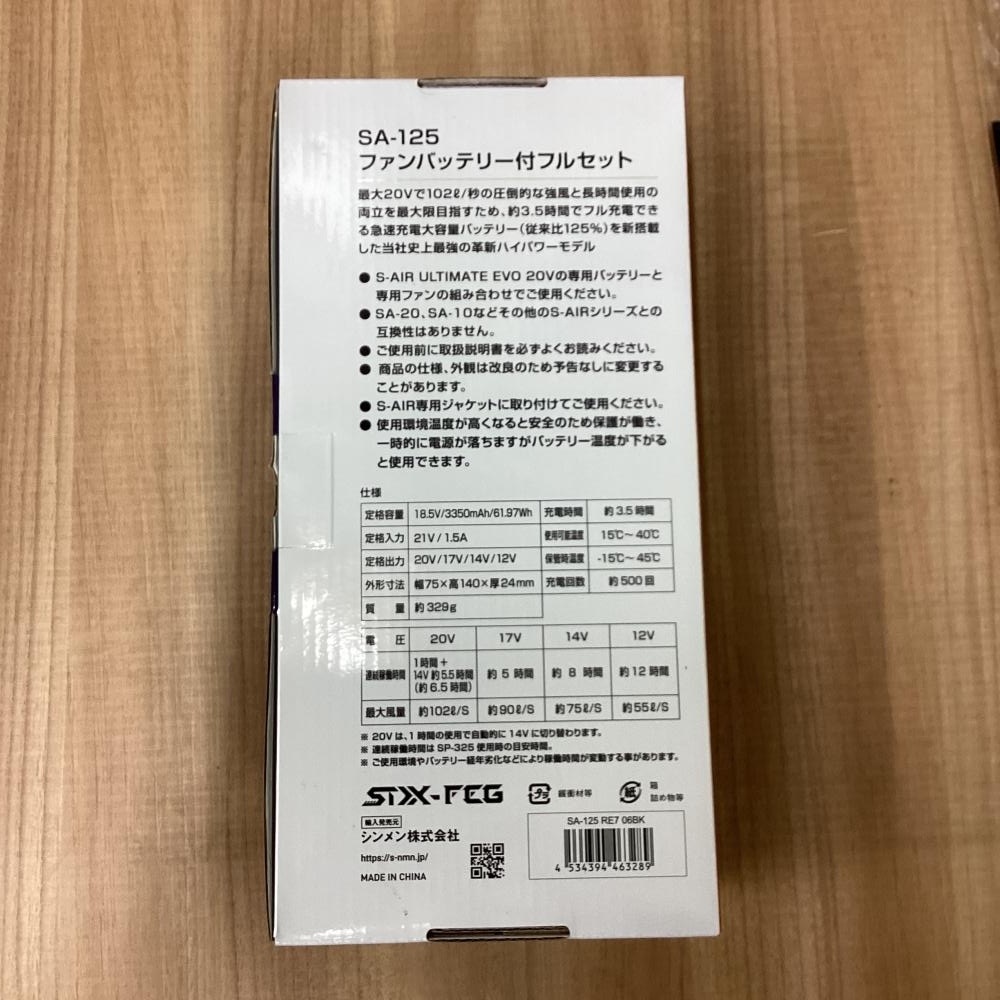 SA-125
ファンバッテリー付フルセット
最大20Vで102ℓ/秒の圧倒的な強風と長時間使用の
両立を最大限目指すため、約3.5時間でフル充電でき
る急速充電大容量バッテリー(従来比125%)を新搭載
した当社史上最強の革新ハイパワーモデル
● S-AIR ULTIMATE EVO 20Vの専用バッテリーと
専用ファンの組み合わせでご使用ください。
● SA-20、SA-10などその他のS-AIRシリーズとの
互換性はありません。
● ご使用前に取扱説明書を必ずよくお読みください。
● 商品の仕様、外観は改良のため予告なしに変更する
ことがあります。
● S-AIR専用ジャケットに取り付けてご使用ください。
● 使用環境温度が高くなると安全のため保護が働き、
一時的に電源が落ちますがバッテリー温度が下がる
と使用できます。
仕様
定格容量 18.5V/3350mAh/61.97Wh 充電時間 約3.5時間
定格入力 21V/1.5A 使用可能温度 15℃~40℃
定格出力 20V/17V/14V/12V 保管時温度 -15℃~45℃
外形寸法 幅75×高140×厚24mm 充電回数 約500回
質量 約329g
電圧 20V 17V 14V 12V
連続稼働時間 1時間+ 14V 約5.5時間 (約6.5時間) 約5時間 約8時間 約12時間
最大風量 約102ℓ/S 約90ℓ/S 約75ℓ/S 約55ℓ/S
※ 20Vは、1時間の使用で自動的に14Vに切り替わります。
※ 連続稼働時間はSP-325使用時の目安時間。
※ ご使用環境やバッテリー経年劣化などにより稼働時間が変動する事があります。
プラ 緩衝材等
紙 箱
詰め物等
輸入発売元
シンメン株式会社
https://s-nmn.jp/
MADE IN CHINA
SA-125 RE7 06BK
4 534394 463289